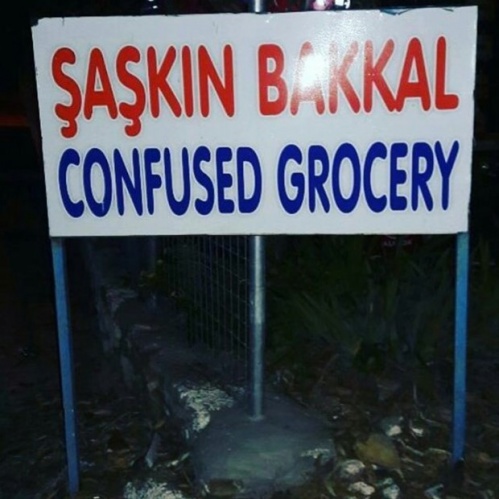 ŞAŞKIN BAKKAL
CONFUSED GROCERY